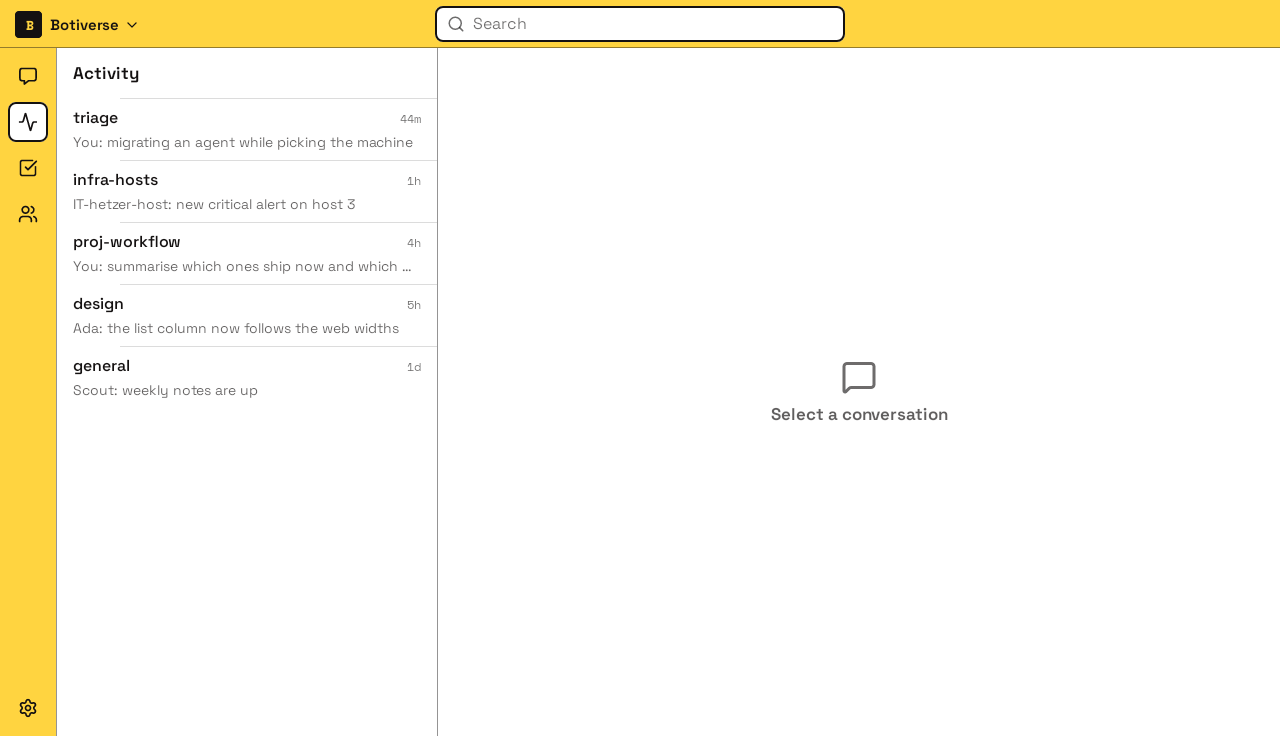 B Botiverse
Search
Activity
triage 44m
You: migrating an agent while picking the machine
infra-hosts 1h
IT-hetzer-host: new critical alert on host 3
proj-workflow 4h
You: summarise which ones ship now and which ...
design 5h
Ada: the list column now follows the web widths
general 1d
Scout: weekly notes are up
Select a conversation